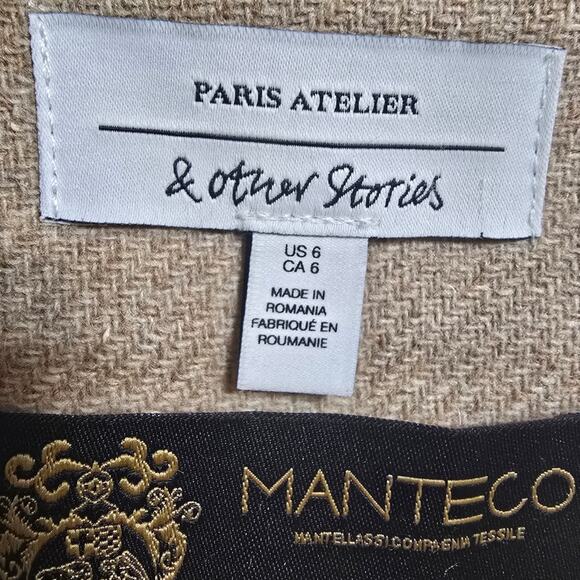 PARIS ATELIER
& other Stories
US 6
CA 6
MADE IN
ROMANIA
FABRIQUÉ EN
ROUMANIE
MANTECO
MANTELLASSI COMPAGNIA TESSILE